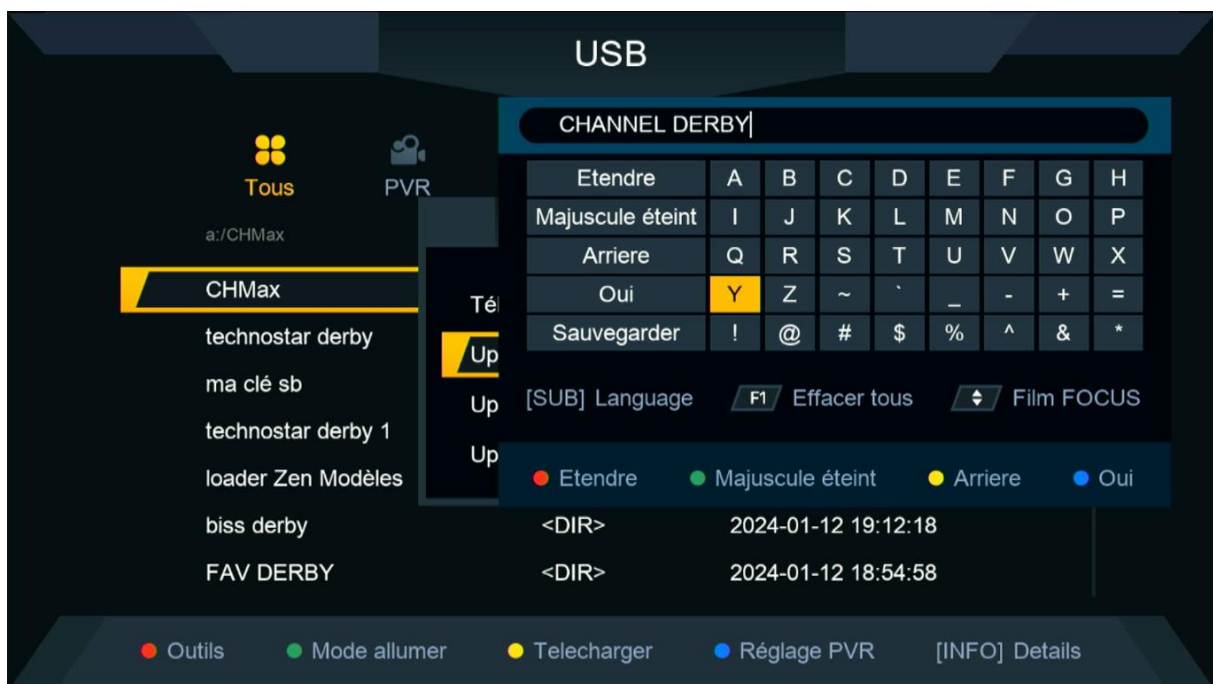 USB
CHANNEL DERBY
Tous PVR
a:/CHMax
CHMax
technostar derby
ma clé sb
technostar derby 1
loader Zen Modèles
biss derby <DIR> 2024-01-12 19:12:18
FAV DERBY <DIR> 2024-01-12 18:54:58
Tél
Up
Up
Up
Etendre A B C D E F G H
Majuscule éteint I J K L M N O P
Arriere Q R S T U V W X
Oui Y Z ~ ` _ - + =
Sauvegarder ! @ # $ % ^ & *
[SUB] Language F1 Effacer tous Film FOCUS
Etendre Majuscule éteint Arriere Oui
Outils Mode allumer Telecharger Réglage PVR [INFO] Details